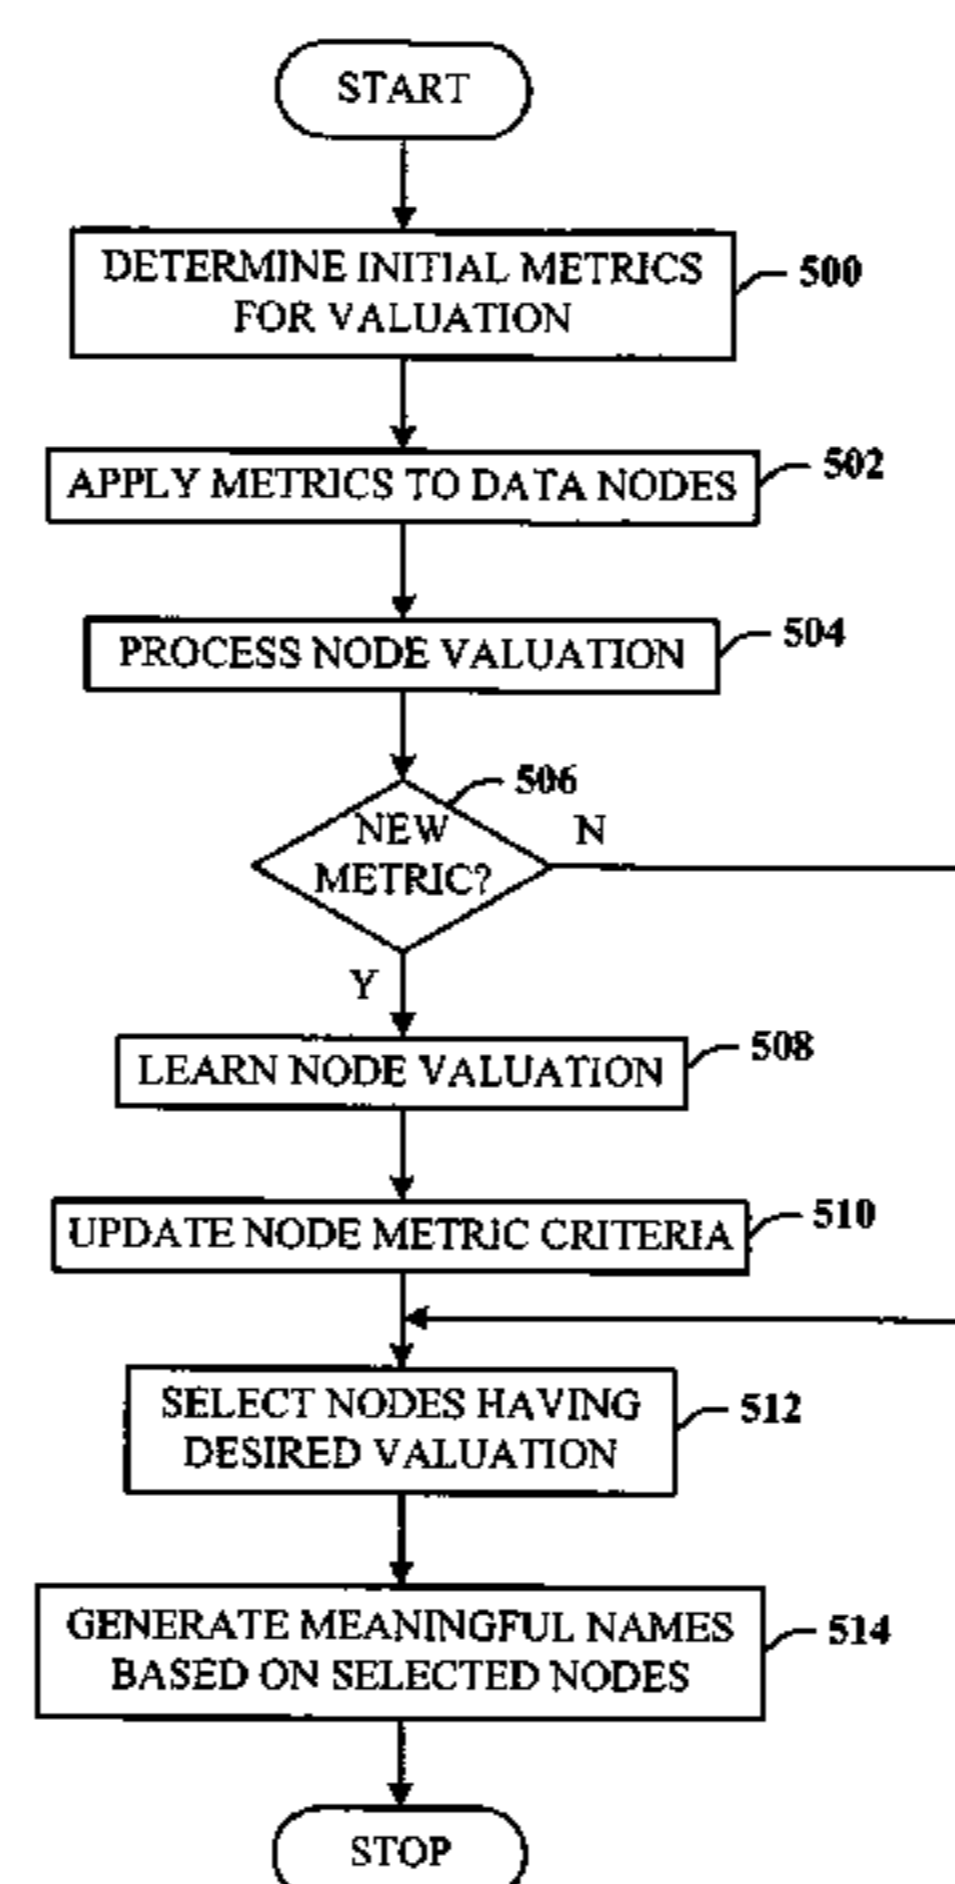 START
DETERMINE INITIAL METRICS
FOR VALUATION
500
APPLY METRICS TO DATA NODES
502
PROCESS NODE VALUATION
504
506
NEW
METRIC?
N
Y
LEARN NODE VALUATION
508
UPDATE NODE METRIC CRITERIA
510
SELECT NODES HAVING
DESIRED VALUATION
512
GENERATE MEANINGFUL NAMES
BASED ON SELECTED NODES
514
STOP